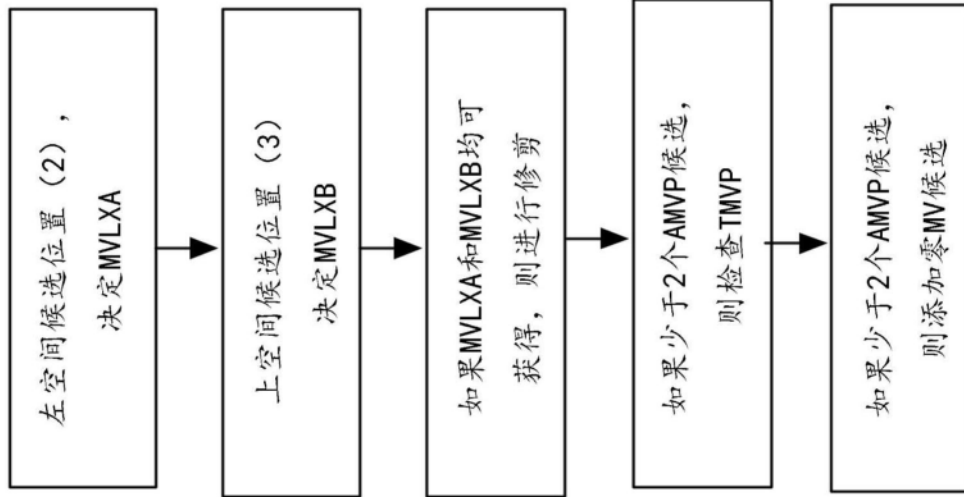 左空间候选位置（2），
决定MVLXA
上空间候选位置（3）
决定MVLXB
如果MVLXA和MVLXB均可
获得，则进行修剪
如果少于2个AMVP候选，
则检查TMVP
如果少于2个AMVP候选，
则添加零MV候选